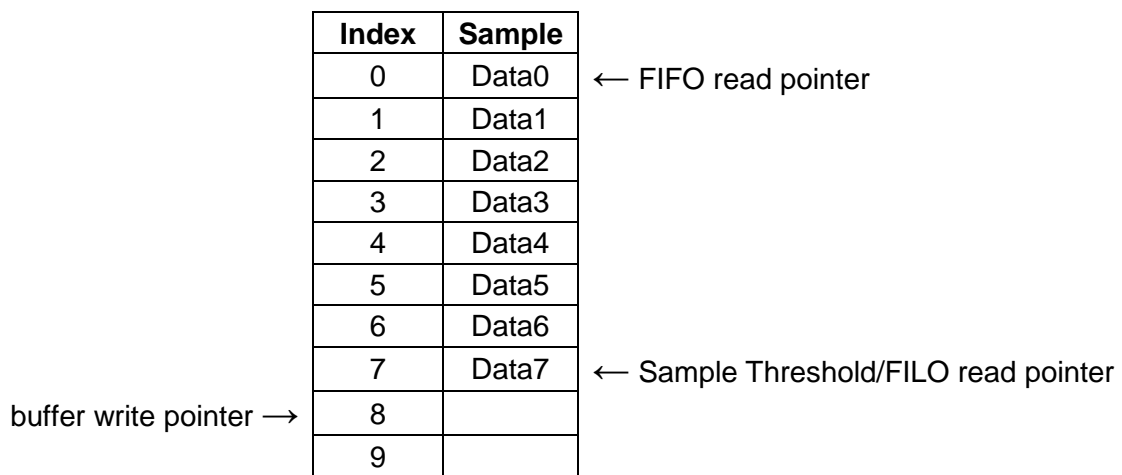 Index Sample
0 Data0 ← FIFO read pointer
1 Data1
2 Data2
3 Data3
4 Data4
5 Data5
6 Data6
7 Data7 ← Sample Threshold/FILO read pointer
buffer write pointer → 8
9